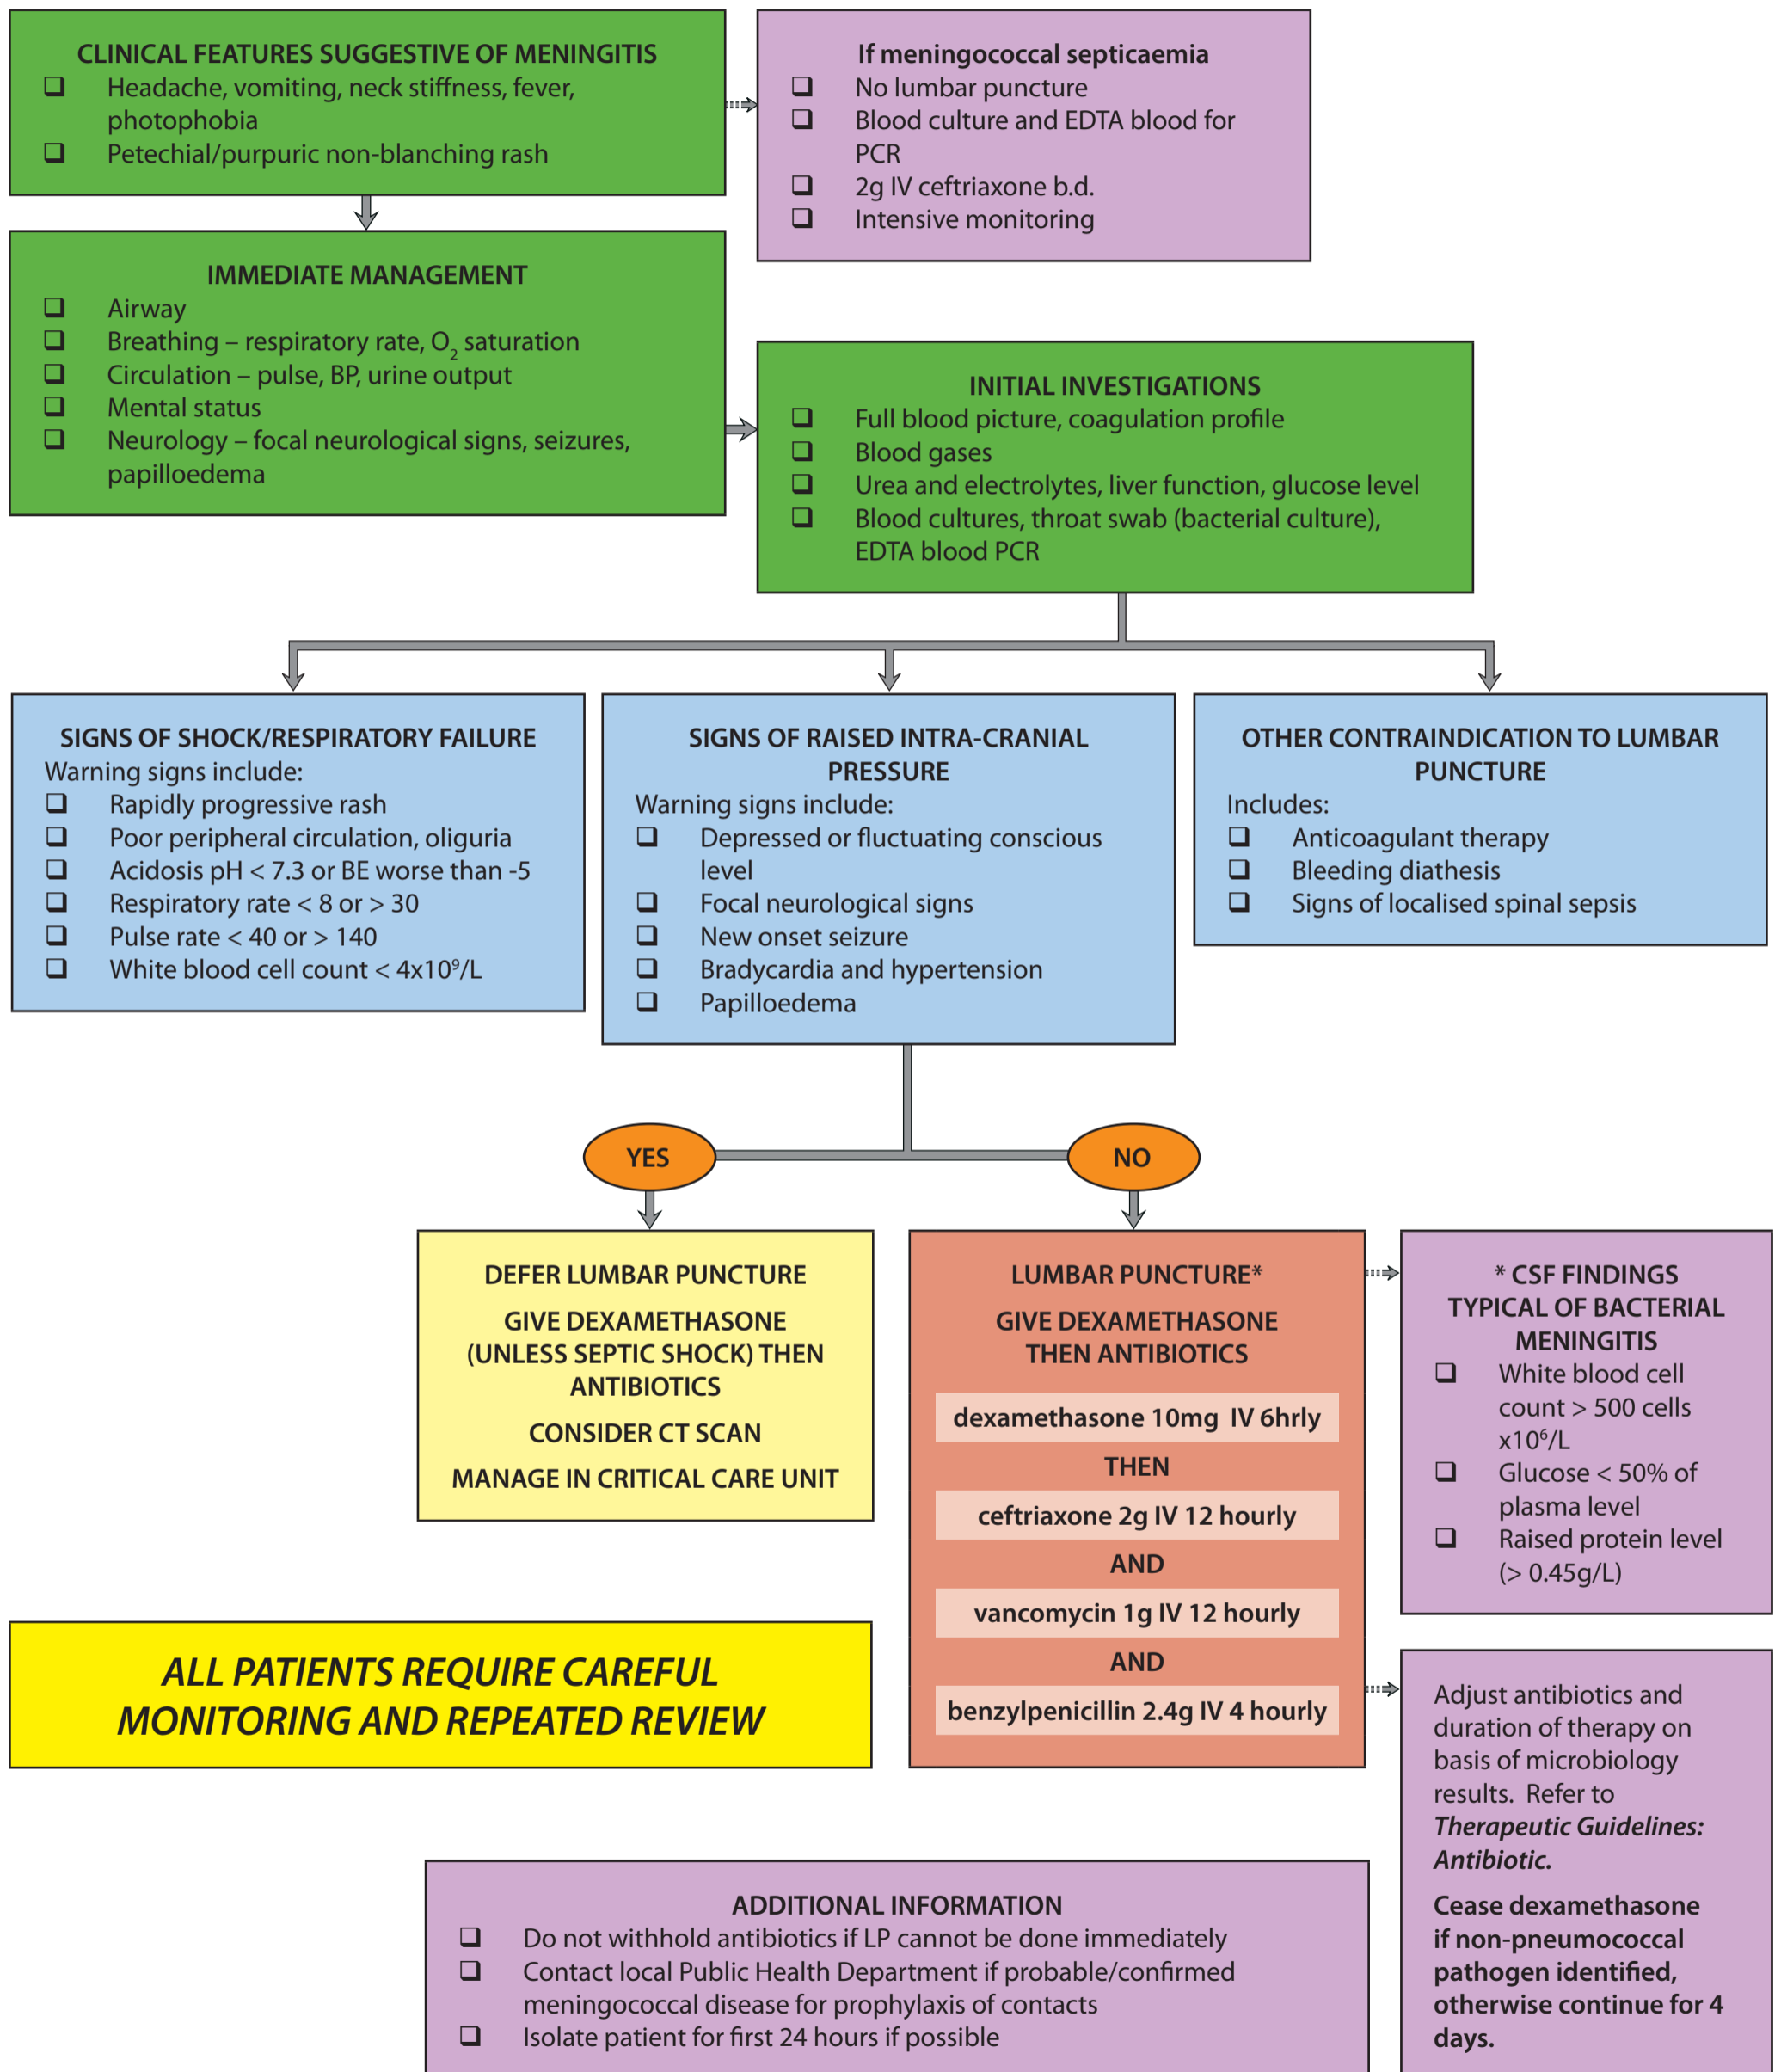 CLINICAL FEATURES SUGGESTIVE OF MENINGITIS
❑ Headache, vomiting, neck stiffness, fever,
photophobia
❑ Petechial/purpuric non-blanching rash
If meningococcal septicaemia
❑ No lumbar puncture
❑ Blood culture and EDTA blood for
PCR
❑ 2g IV ceftriaxone b.d.
❑ Intensive monitoring
IMMEDIATE MANAGEMENT
❑ Airway
❑ Breathing – respiratory rate, O₂ saturation
❑ Circulation – pulse, BP, urine output
❑ Mental status
❑ Neurology – focal neurological signs, seizures,
papilloedema
INITIAL INVESTIGATIONS
❑ Full blood picture, coagulation profile
❑ Blood gases
❑ Urea and electrolytes, liver function, glucose level
❑ Blood cultures, throat swab (bacterial culture),
EDTA blood PCR
SIGNS OF SHOCK/RESPIRATORY FAILURE
Warning signs include:
❑ Rapidly progressive rash
❑ Poor peripheral circulation, oliguria
❑ Acidosis pH < 7.3 or BE worse than -5
❑ Respiratory rate < 8 or > 30
❑ Pulse rate < 40 or > 140
❑ White blood cell count < 4x10⁹/L
SIGNS OF RAISED INTRA-CRANIAL
PRESSURE
Warning signs include:
❑ Depressed or fluctuating conscious
level
❑ Focal neurological signs
❑ New onset seizure
❑ Bradycardia and hypertension
❑ Papilloedema
OTHER CONTRAINDICATION TO LUMBAR
PUNCTURE
Includes:
❑ Anticoagulant therapy
❑ Bleeding diathesis
❑ Signs of localised spinal sepsis
YES
NO
DEFER LUMBAR PUNCTURE
GIVE DEXAMETHASONE
(UNLESS SEPTIC SHOCK) THEN
ANTIBIOTICS
CONSIDER CT SCAN
MANAGE IN CRITICAL CARE UNIT
LUMBAR PUNCTURE*
GIVE DEXAMETHASONE
THEN ANTIBIOTICS
dexamethasone 10mg IV 6hrly
THEN
ceftriaxone 2g IV 12 hourly
AND
vancomycin 1g IV 12 hourly
AND
benzylpenicillin 2.4g IV 4 hourly
* CSF FINDINGS
TYPICAL OF BACTERIAL
MENINGITIS
❑ White blood cell
count > 500 cells
x10⁶/L
❑ Glucose < 50% of
plasma level
❑ Raised protein level
(> 0.45g/L)
ALL PATIENTS REQUIRE CAREFUL
MONITORING AND REPEATED REVIEW
Adjust antibiotics and
duration of therapy on
basis of microbiology
results. Refer to
Therapeutic Guidelines:
Antibiotic.
Cease dexamethasone
if non-pneumococcal
pathogen identified,
otherwise continue for 4
days.
ADDITIONAL INFORMATION
❑ Do not withhold antibiotics if LP cannot be done immediately
❑ Contact local Public Health Department if probable/confirmed
meningococcal disease for prophylaxis of contacts
❑ Isolate patient for first 24 hours if possible